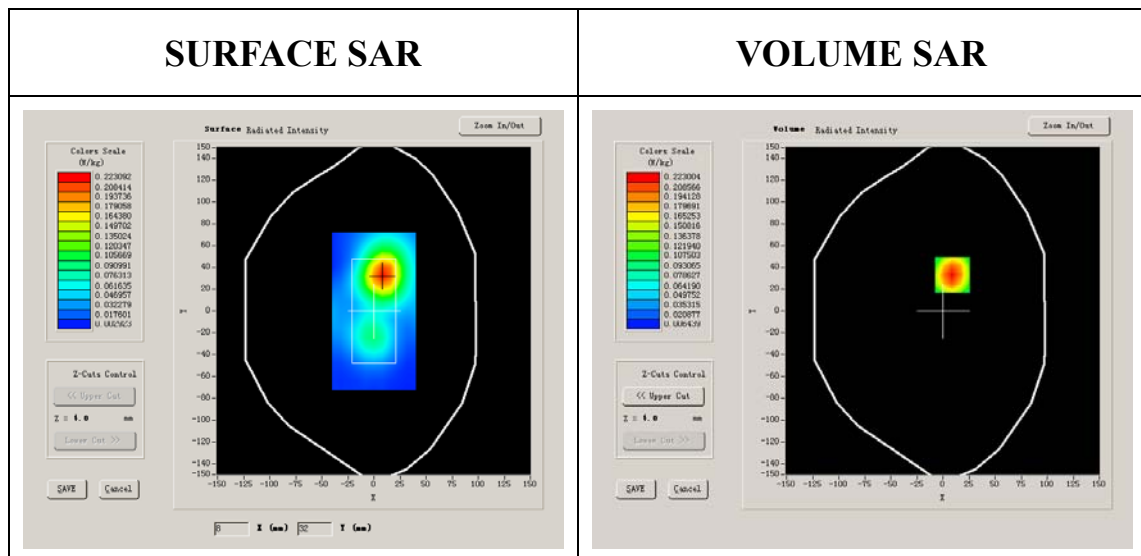 SURFACE SAR
VOLUME SAR
Surface Radiated Intensity
Zoom In/Out
Colors Scale
(W/kg)
0.223092
0.208414
0.193736
0.179058
0.164380
0.149702
0.135024
0.120347
0.105669
0.090991
0.076313
0.061635
0.046957
0.032279
0.017601
150
140
120
100
80
60
40
20
0
-20
-40
-60
-80
-100
-120
-140
-150
Y
-150 -125 -100 -75 -50 -25 0 25 50 75 100 125 150
X
Z-Cuts Control
<< Upper Cut
Z = 4.0 mm
Lower Cut >>
SAVE Cancel
8 X (mm) 32 Y (mm)
Volume Radiated Intensity
Zoom In/Out
Colors Scale
(W/kg)
0.223004
0.208566
0.194128
0.179691
0.165253
0.150816
0.136378
0.121940
0.107503
0.093065
0.078627
0.064190
0.049752
0.035315
0.020877
0.006439
150
140
120
100
80
60
40
20
0
-20
-40
-60
-80
-100
-120
-140
-150
Y
-150 -125 -100 -75 -50 -25 0 25 50 75 100 125 150
X
Z-Cuts Control
<< Upper Cut
Z = 4.0 mm
Lower Cut >>
SAVE Cancel